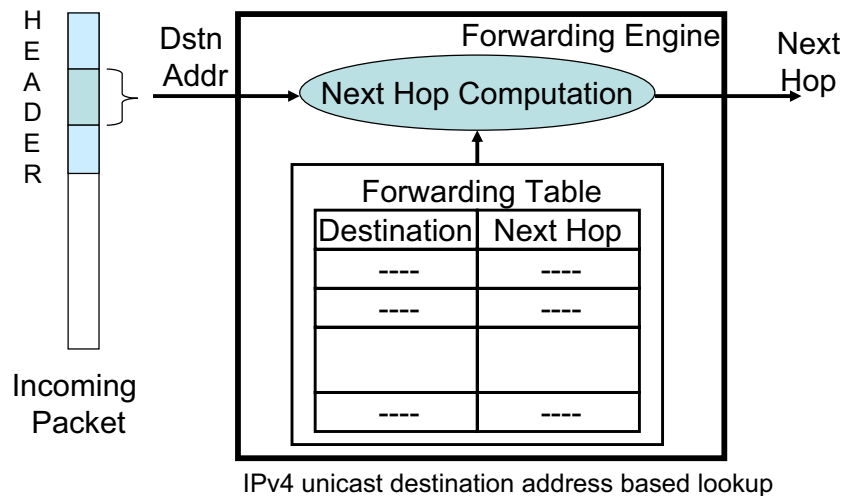 H
E
A
D
E
R
Dstn
Addr
Forwarding Engine
Next
Hop
Next Hop Computation
Forwarding Table
Destination Next Hop
---- ----
---- ----
---- ----
Incoming
Packet
IPv4 unicast destination address based lookup